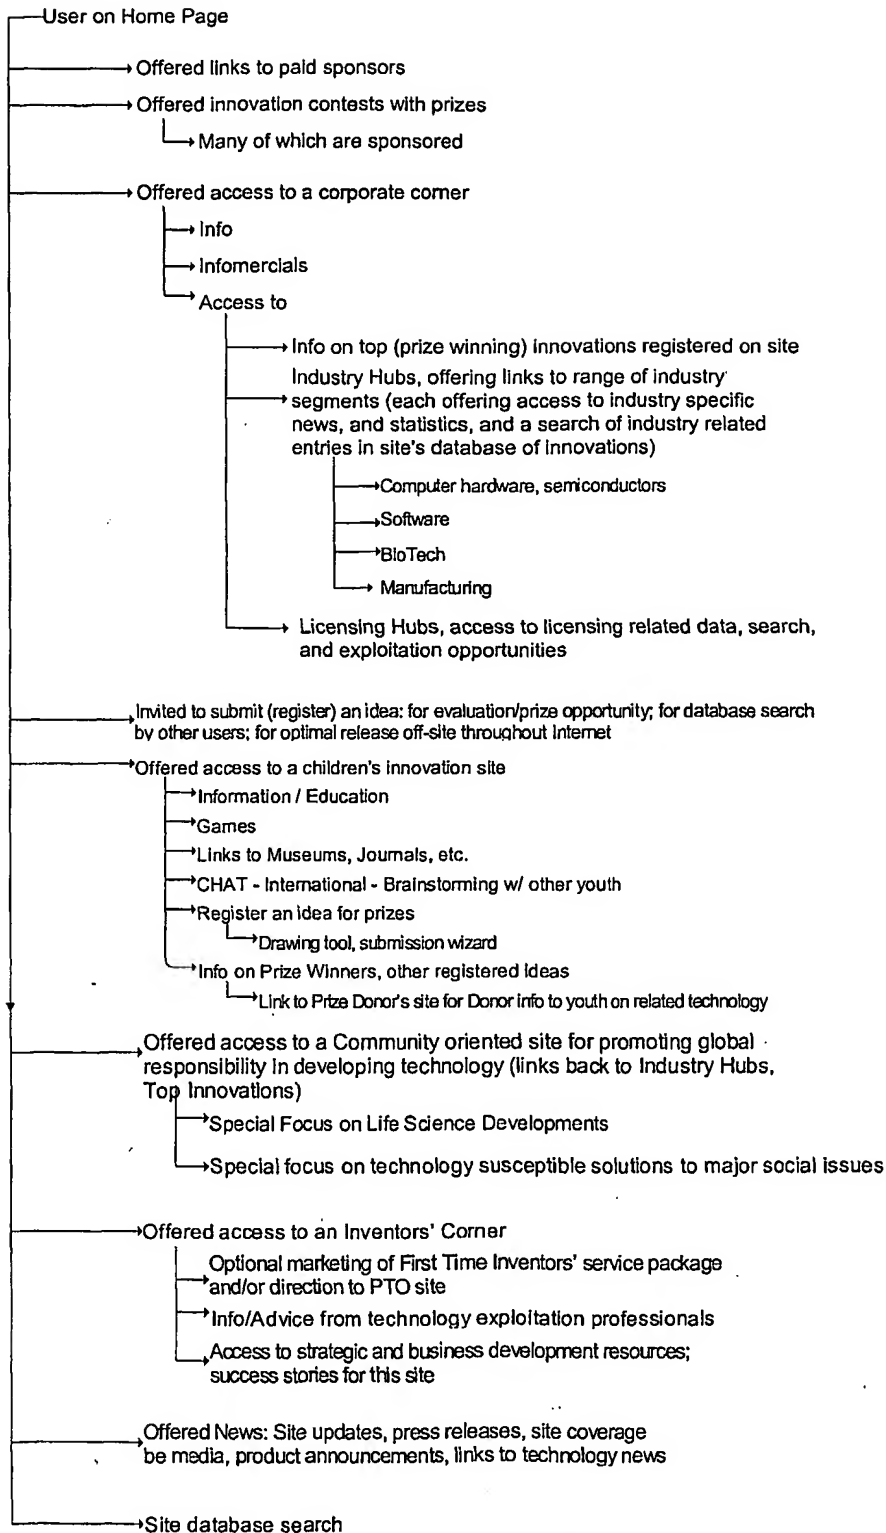 User on Home Page
Offered links to paid sponsors
Offered innovation contests with prizes
Many of which are sponsored
Offered access to a corporate corner
Info
Infomercials
Access to
Info on top (prize winning) innovations registered on site
Industry Hubs, offering links to range of industry
segments (each offering access to industry specific
news, and statistics, and a search of industry related
entries in site's database of innovations)
Computer hardware, semiconductors
Software
BioTech
Manufacturing
Licensing Hubs, access to licensing related data, search,
and exploitation opportunities
Invited to submit (register) an idea: for evaluation/prize opportunity; for database search
by other users; for optimal release off-site throughout Internet
Offered access to a children's innovation site
Information / Education
Games
Links to Museums, Journals, etc.
CHAT - International - Brainstorming w/ other youth
Register an idea for prizes
Drawing tool, submission wizard
Info on Prize Winners, other registered ideas
Link to Prize Donor's site for Donor info to youth on related technology
Offered access to a Community oriented site for promoting global
responsibility in developing technology (links back to Industry Hubs,
Top Innovations)
Special Focus on Life Science Developments
Special focus on technology susceptible solutions to major social issues
Offered access to an Inventors' Corner
Optional marketing of First Time Inventors' service package
and/or direction to PTO site
Info/Advice from technology exploitation professionals
Access to strategic and business development resources;
success stories for this site
Offered News: Site updates, press releases, site coverage
be media, product announcements, links to technology news
Site database search